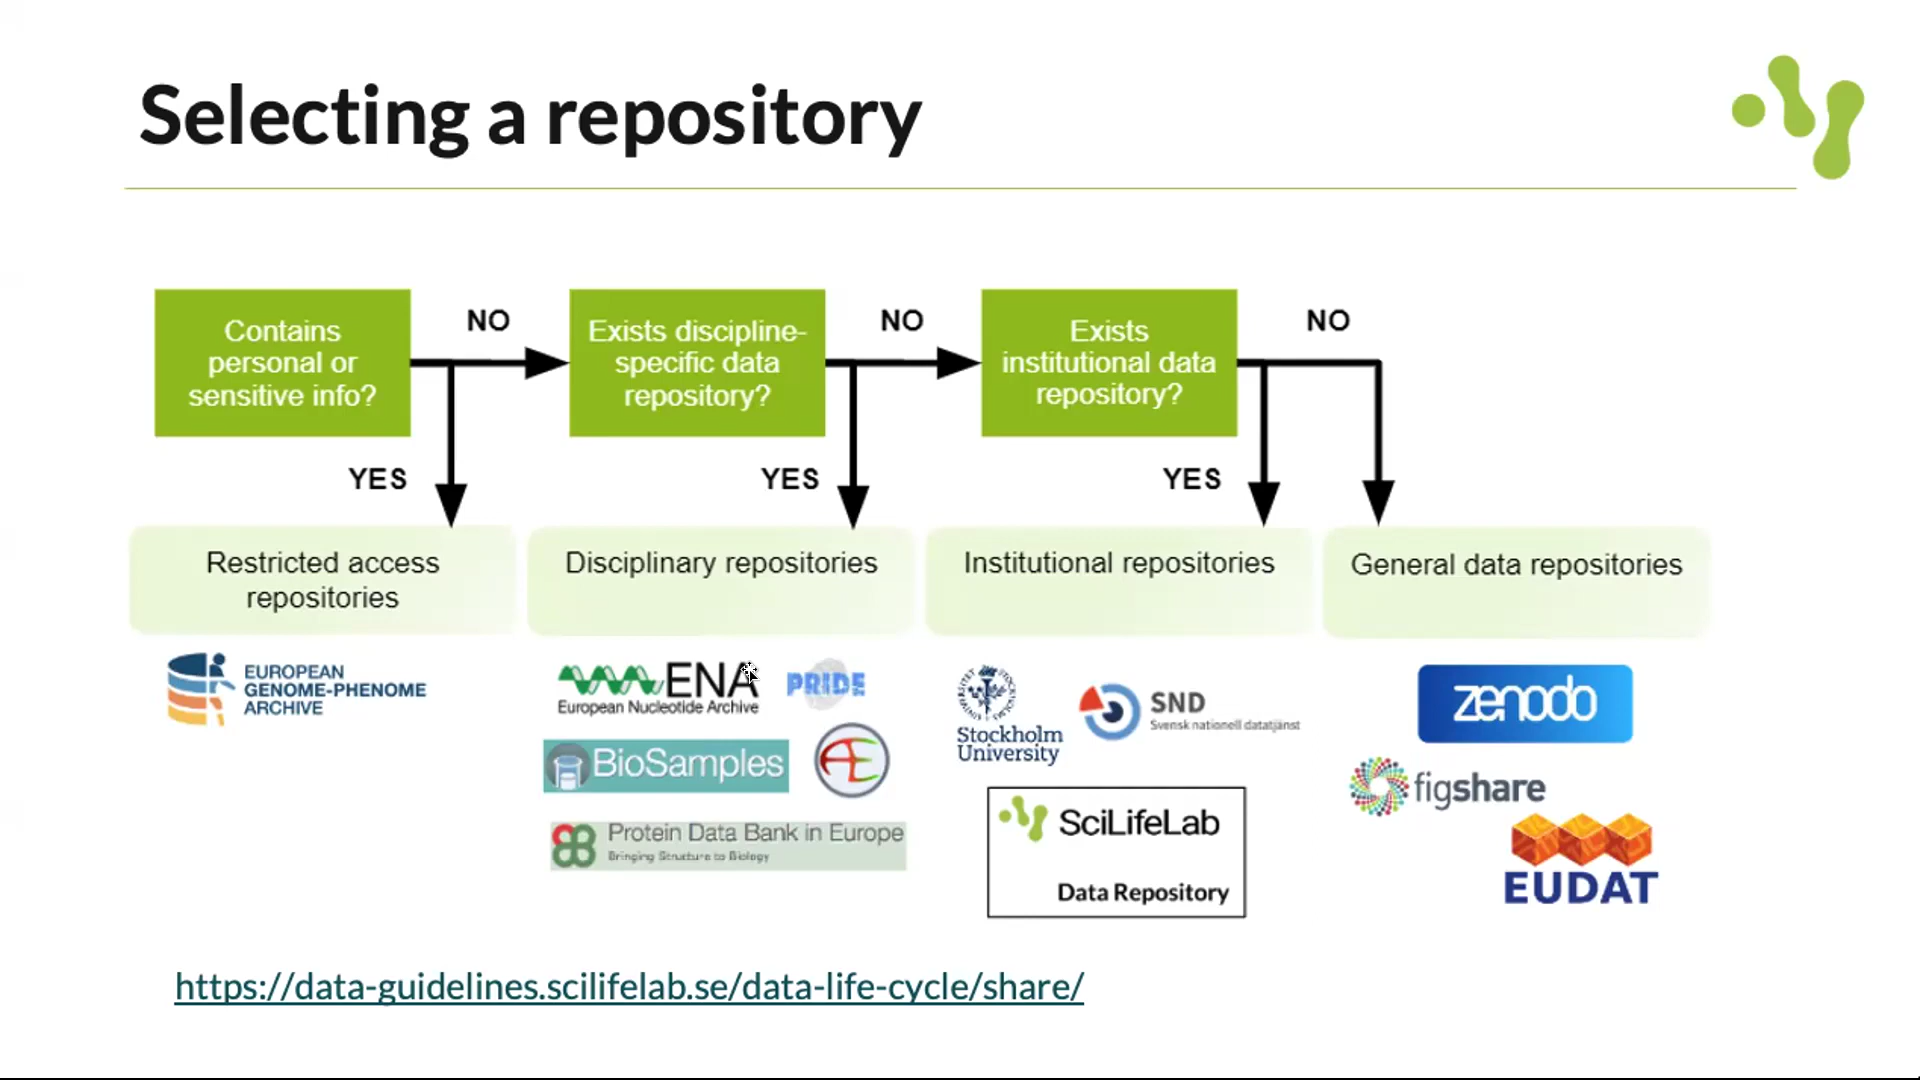 Selecting a repository
Contains
personal or
sensitive info?
NO
YES
Exists discipline-
specific data
repository?
NO
YES
Exists
institutional data
repository?
NO
YES
Restricted access
repositories
Disciplinary repositories
Institutional repositories
General data repositories
EUROPEAN
GENOME-PHENOME
ARCHIVE
ENA
European Nucleotide Archive
PRIDE
BioSamples
AE
Protein Data Bank in Europe
Bringing Structure to Biology
Stockholm
University
SND
Svensk nationell datatjänst
SciLifeLab
Data Repository
zenodo
figshare
EUDAT
https://data-guidelines.scilifelab.se/data-life-cycle/share/